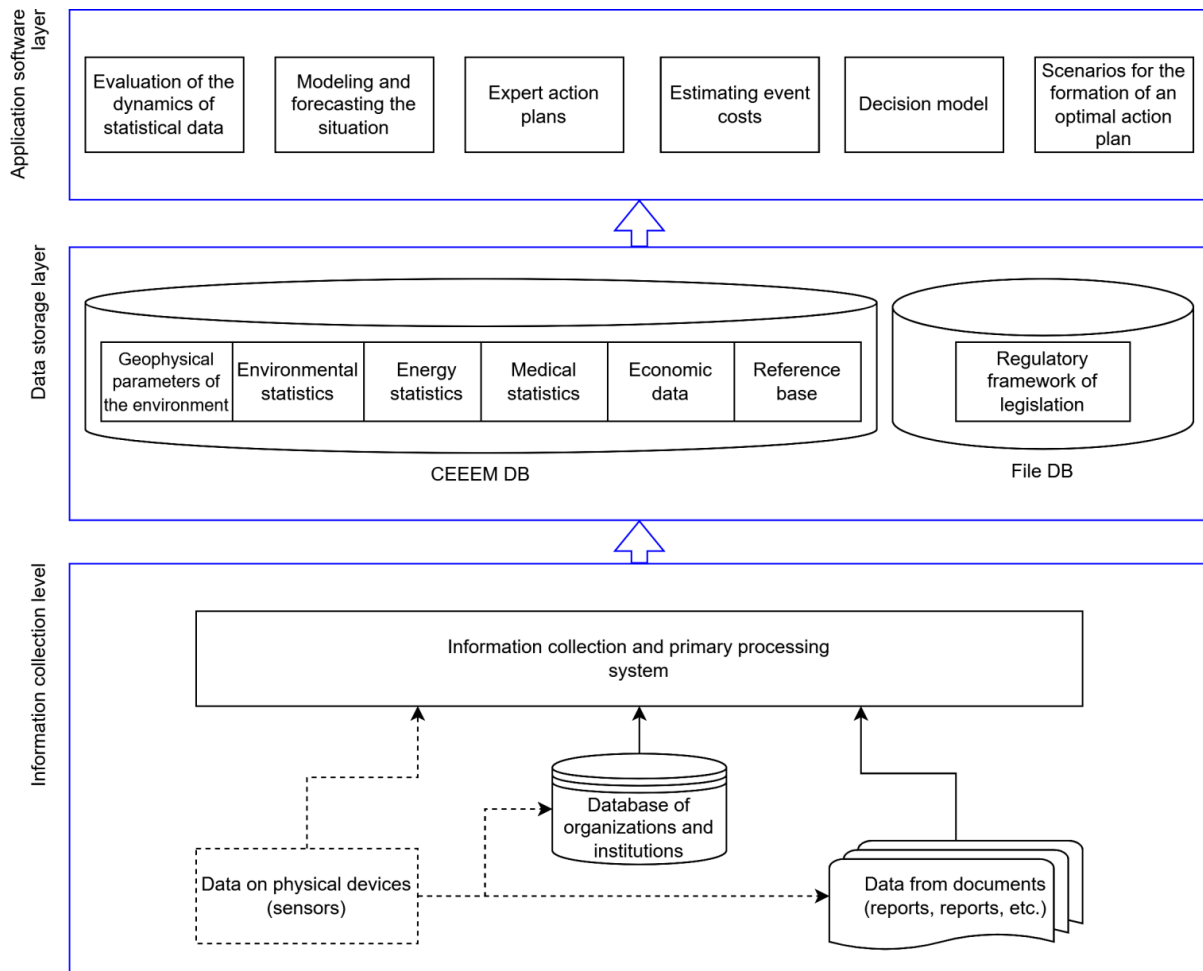 Application software
layer
Evaluation of the
dynamics of
statistical data
Modeling and
forecasting the
situation
Expert action
plans
Estimating event
costs
Decision model
Scenarios for the
formation of an
optimal action
plan
Data storage layer
Geophysical
parameters of
the environment
Environmental
statistics
Energy
statistics
Medical
statistics
Economic
data
Reference
base
CEEEM DB
Regulatory
framework of
legislation
File DB
Information collection level
Information collection and primary processing
system
Database of
organizations and
institutions
Data on physical devices
(sensors)
Data from documents
(reports, reports, etc.)